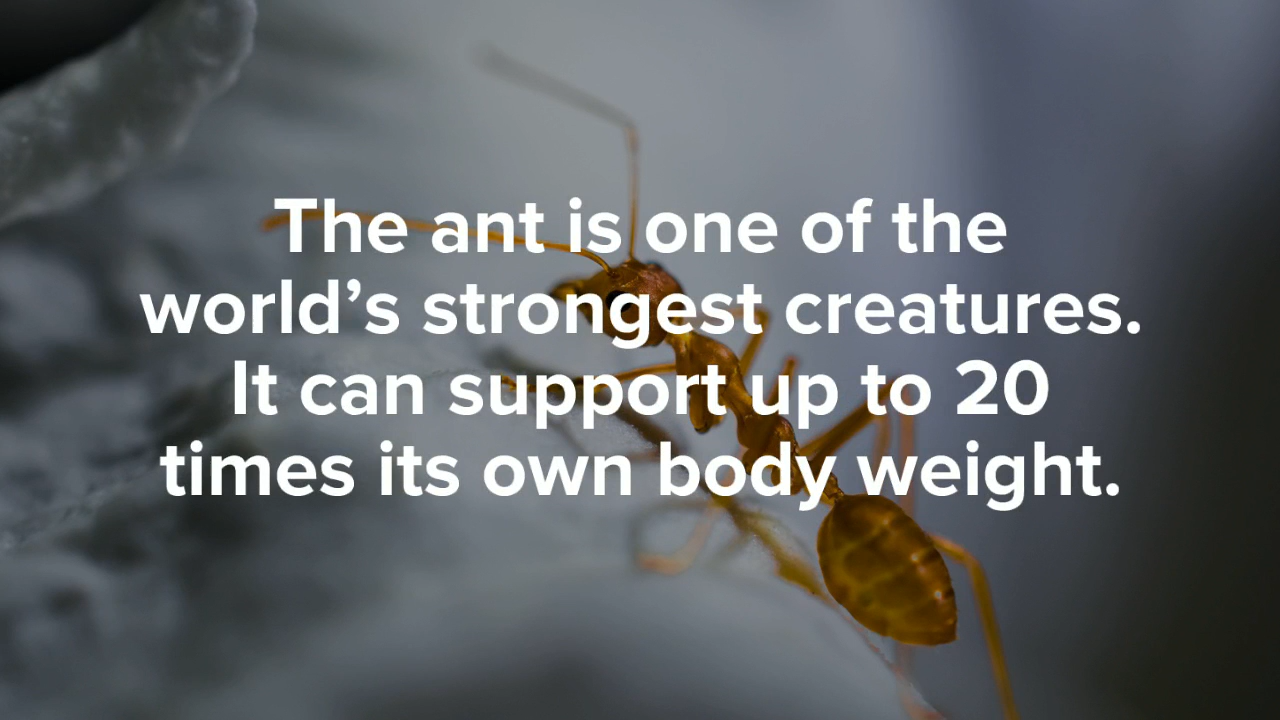 The ant is one of the
world’s strongest creatures.
It can support up to 20
times its own body weight.